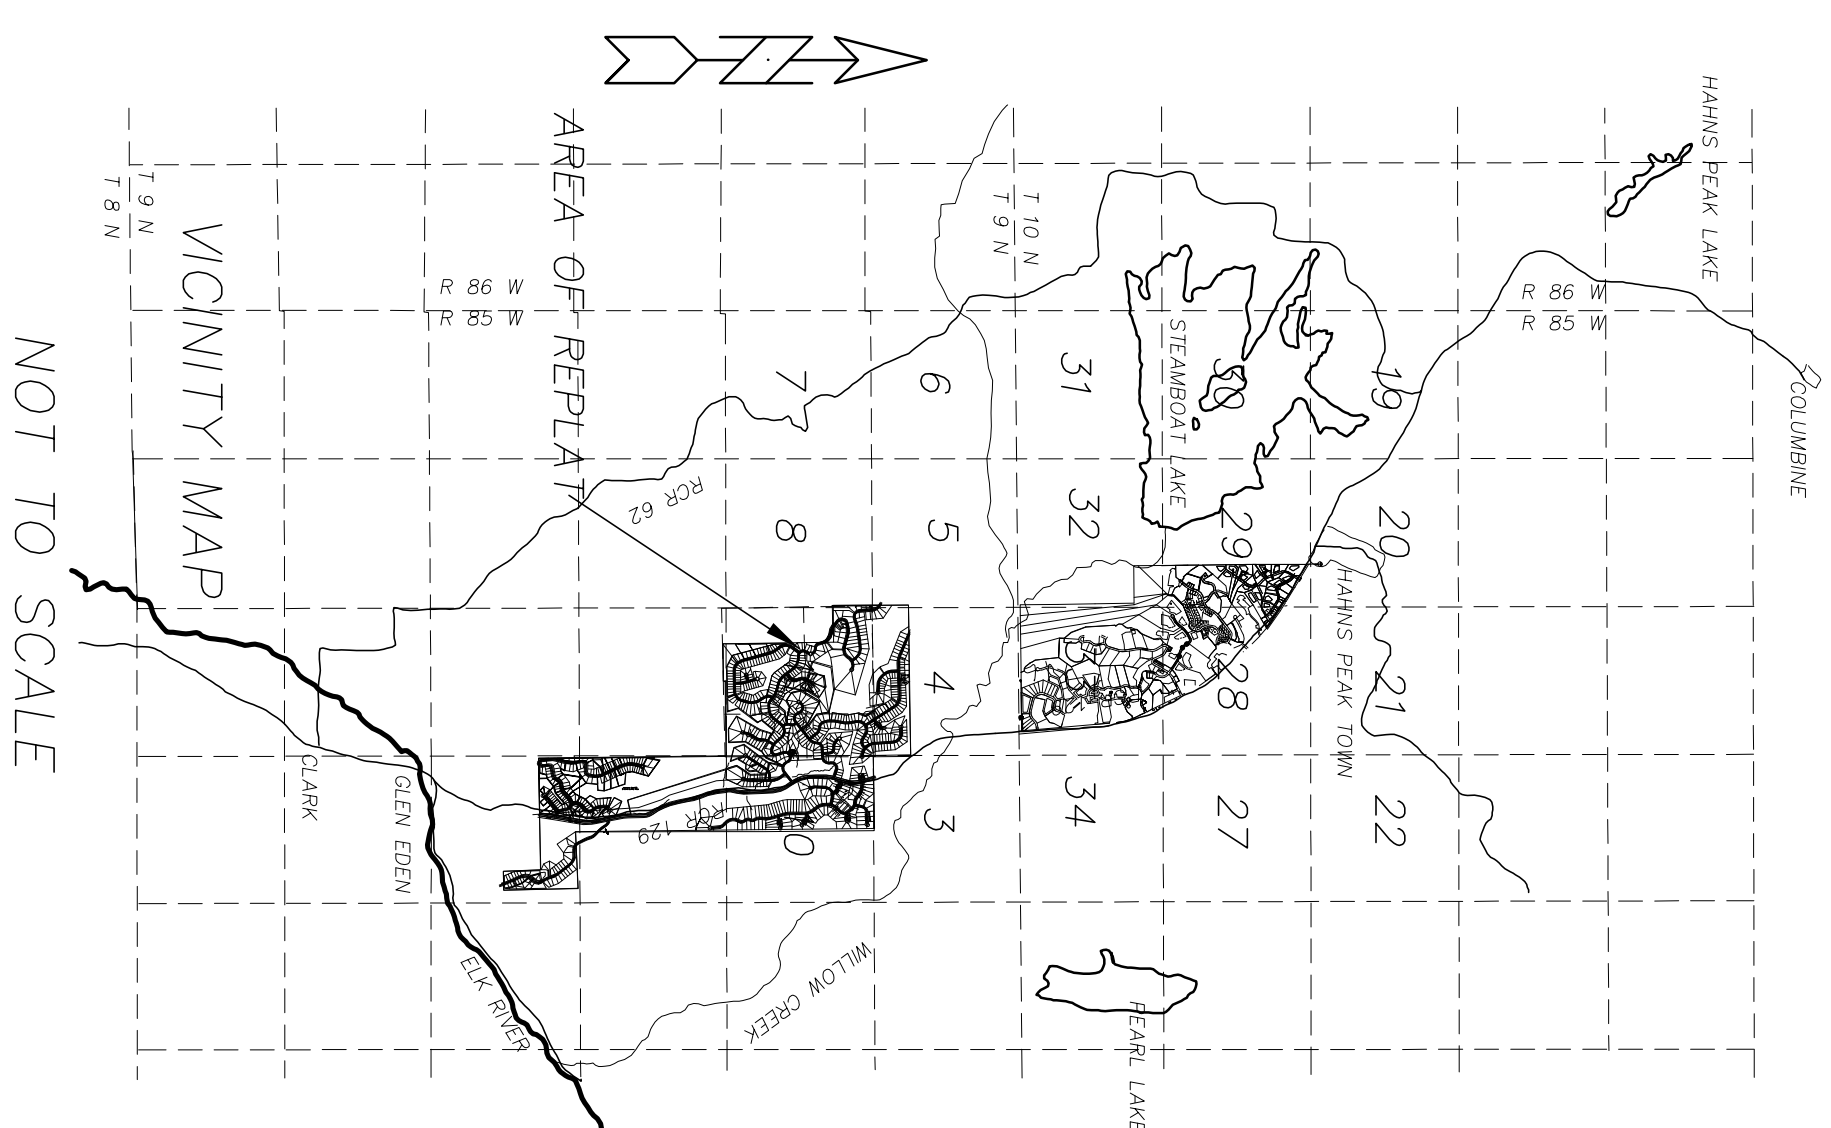 HAHNS PEAK LAKE
COLUMBINE
R 86 W
R 85 W
19
20
21
22
HAHNS PEAK TOWN
29
28
27
30
STEAMBOAT LAKE
31
32
34
PEARL LAKE
T 10 N
T 9 N
6
5
4
3
WILLOW CREEK
7
8
0
RCR 62
RCR 129
AREA OF REPLAT
R 86 W
R 85 W
ELK RIVER
GLEN EDEN
CLARK
T 9 N
T 8 N
VICINITY MAP
NOT TO SCALE